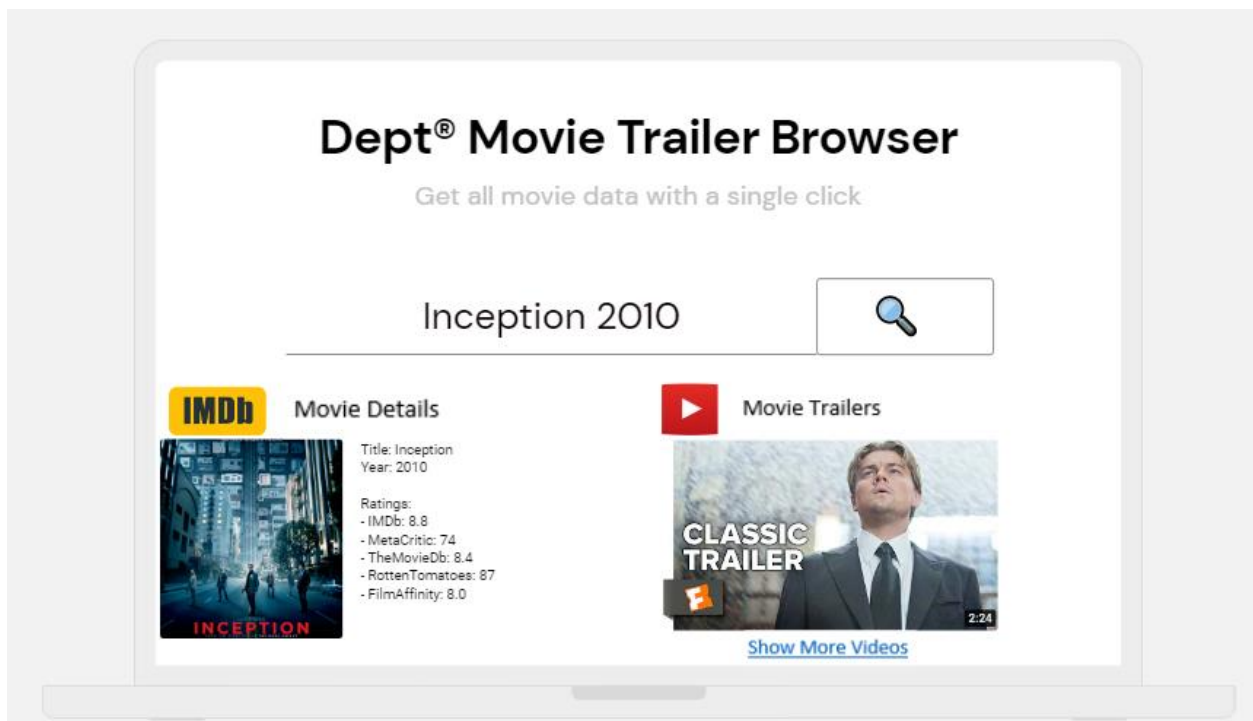 Dept® Movie Trailer Browser
Get all movie data with a single click
Inception 2010
IMDb
Movie Details
Title: Inception
Year: 2010
Ratings:
- IMDb: 8.8
- MetaCritic: 74
- TheMovieDb: 8.4
- RottenTomatoes: 87
- FilmAffinity: 8.0
INCEPTION
Movie Trailers
CLASSIC
TRAILER
2:24
Show More Videos